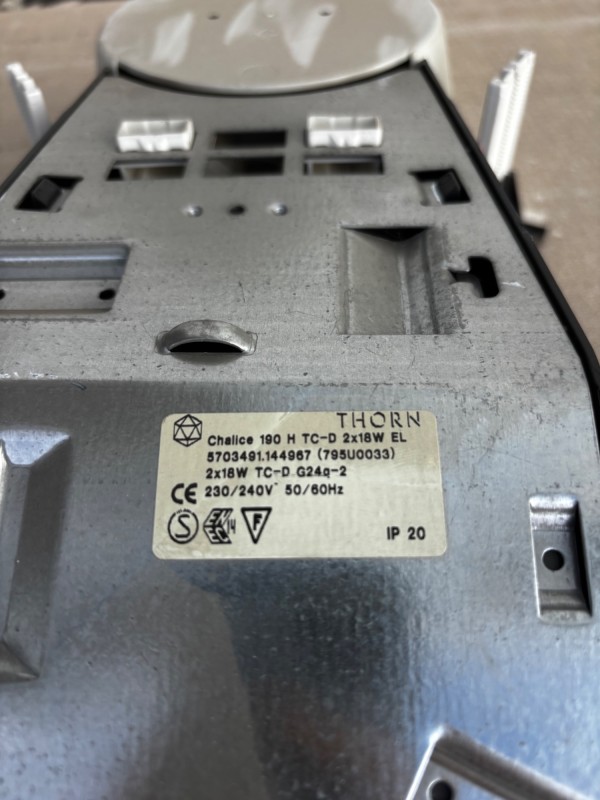 THORN
Chalice 190 H TC-D 2x18W EL
5703491.144967 (795U0033)
2x18W TC-D G24q-2
CE 230/240V~ 50/60Hz
S 14 F IP 20